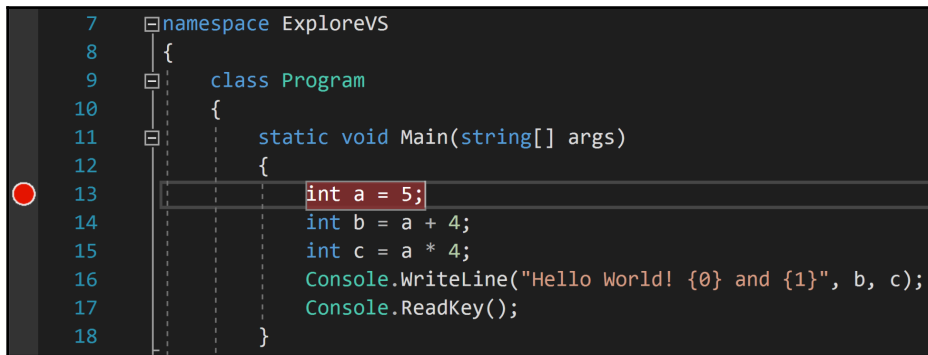 7 namespace ExploreVS
8 {
9 class Program
10 {
11 static void Main(string[] args)
12 {
13 int a = 5;
14 int b = a + 4;
15 int c = a * 4;
16 Console.WriteLine("Hello World! {0} and {1}", b, c);
17 Console.ReadKey();
18 }